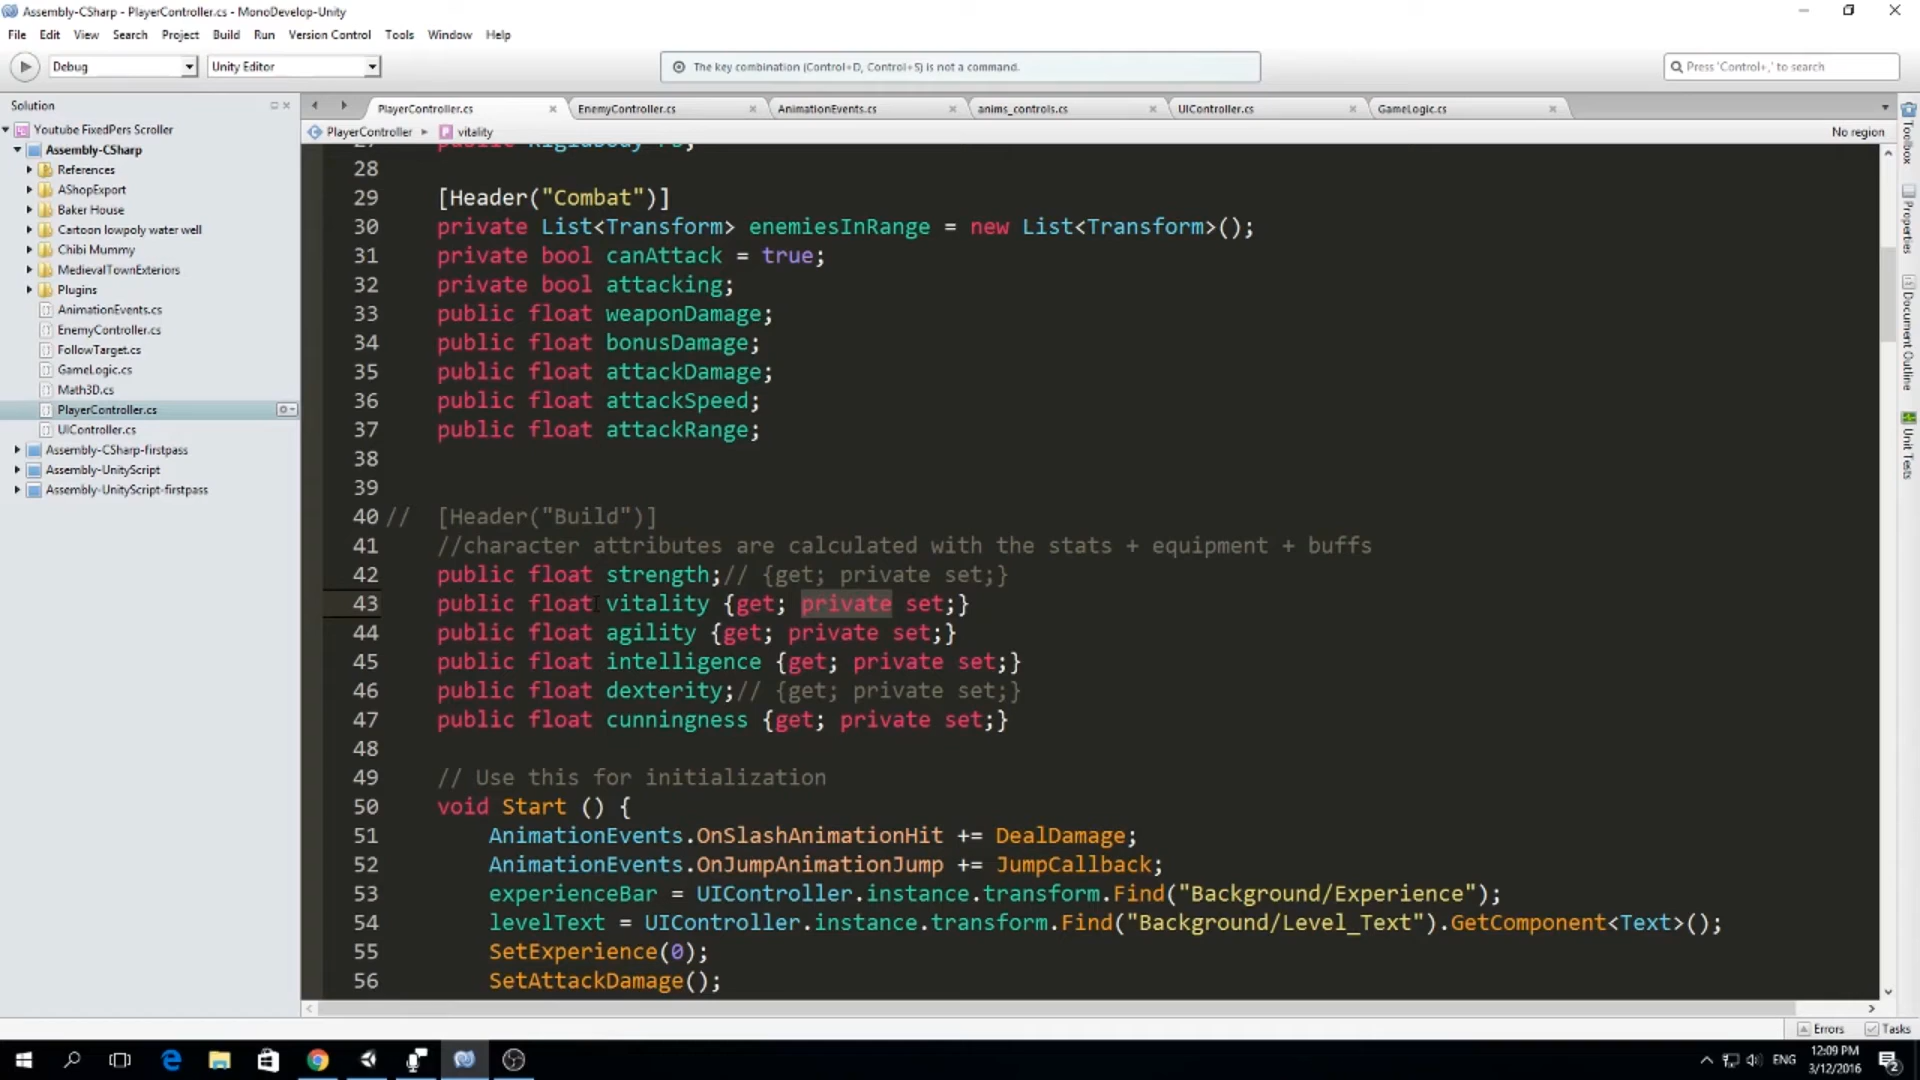 Assembly-CSharp - PlayerController.cs - MonoDevelop-Unity
File Edit View Search Project Build Run Version Control Tools Window Help
Debug Unity Editor The key combination (Control+D, Control+S) is not a command. Press 'Control+,' to search
Solution
Youtube FixedPers Scroller
Assembly-CSharp
References
AShopExport
Baker House
Cartoon lowpoly water well
Chibi Mummy
MedievalTownExteriors
Plugins
AnimationEvents.cs
EnemyController.cs
FollowTarget.cs
GameLogic.cs
Math3D.cs
PlayerController.cs
UIController.cs
Assembly-CSharp-firstpass
Assembly-UnityScript
Assembly-UnityScript-firstpass
PlayerController.cs EnemyController.cs AnimationEvents.cs anims_controls.cs UIController.cs GameLogic.cs
PlayerController vitality No region
28
29 [Header("Combat")]
30 private List<Transform> enemiesInRange = new List<Transform>();
31 private bool canAttack = true;
32 private bool attacking;
33 public float weaponDamage;
34 public float bonusDamage;
35 public float attackDamage;
36 public float attackSpeed;
37 public float attackRange;
38
39
40 // [Header("Build")]
41 //character attributes are calculated with the stats + equipment + buffs
42 public float strength;// {get; private set;}
43 public float vitality {get; private set;}
44 public float agility {get; private set;}
45 public float intelligence {get; private set;}
46 public float dexterity;// {get; private set;}
47 public float cunningness {get; private set;}
48
49 // Use this for initialization
50 void Start () {
51 AnimationEvents.OnSlashAnimationHit += DealDamage;
52 AnimationEvents.OnJumpAnimationJump += JumpCallback;
53 experienceBar = UIController.instance.transform.Find("Background/Experience");
54 levelText = UIController.instance.transform.Find("Background/Level_Text").GetComponent<Text>();
55 SetExperience(0);
56 SetAttackDamage();
Toolbox
Properties
Document Outline
Unit Tests
Errors Tasks
ENG 12:09 PM
3/12/2016
2